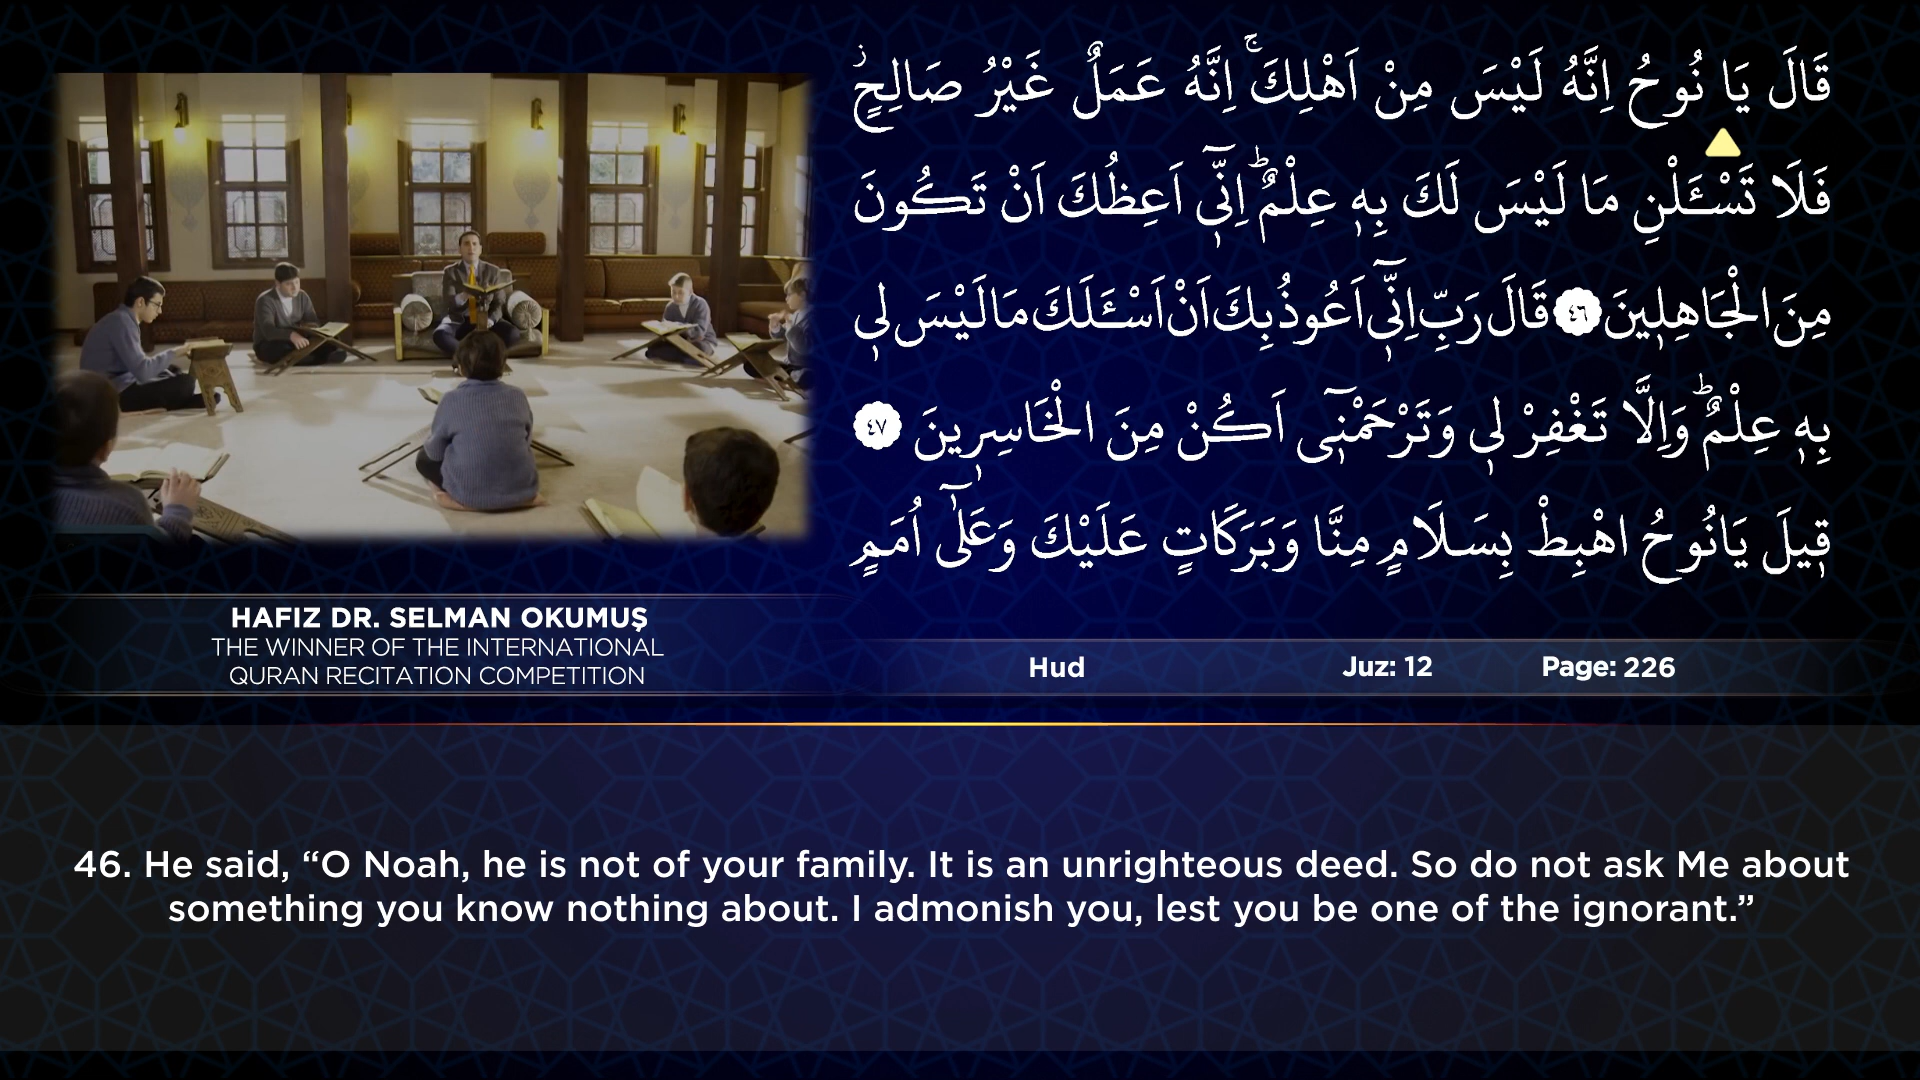 قَالَ يَا نُوحُ اِنَّهُ لَيْسَ مِنْ اَهْلِكَۚ اِنَّهُ عَمَلٌ غَيْرُ صَالِحٍۘ
فَلَا تَسْـَٔلْنِ مَا لَيْسَ لَكَ بِهٖ عِلْمٌؕ اِنّٖٓى اَعِظُكَ اَنْ تَكُونَ
مِنَ الْجَاهِلٖينَ ٤٦ قَالَ رَبِّ اِنّٖٓى اَعُوذُ بِكَ اَنْ اَسْـَٔلَكَ مَا لَيْسَ لٖى
بِهٖ عِلْمٌؕ وَاِلَّا تَغْفِرْ لٖى وَتَرْحَمْنٖٓى اَكُنْ مِنَ الْخَاسِرٖينَ ٤٧
قٖيلَ يَانُوحُ اهْبِطْ بِسَلَامٍ مِنَّا وَبَرَكَاتٍ عَلَيْكَ وَعَلٰٓى اُمَمٍ
HAFIZ DR. SELMAN OKUMUŞ
THE WINNER OF THE INTERNATIONAL
QURAN RECITATION COMPETITION
Hud Juz: 12 Page: 226
46. He said, “O Noah, he is not of your family. It is an unrighteous deed. So do not ask Me about
something you know nothing about. I admonish you, lest you be one of the ignorant.”